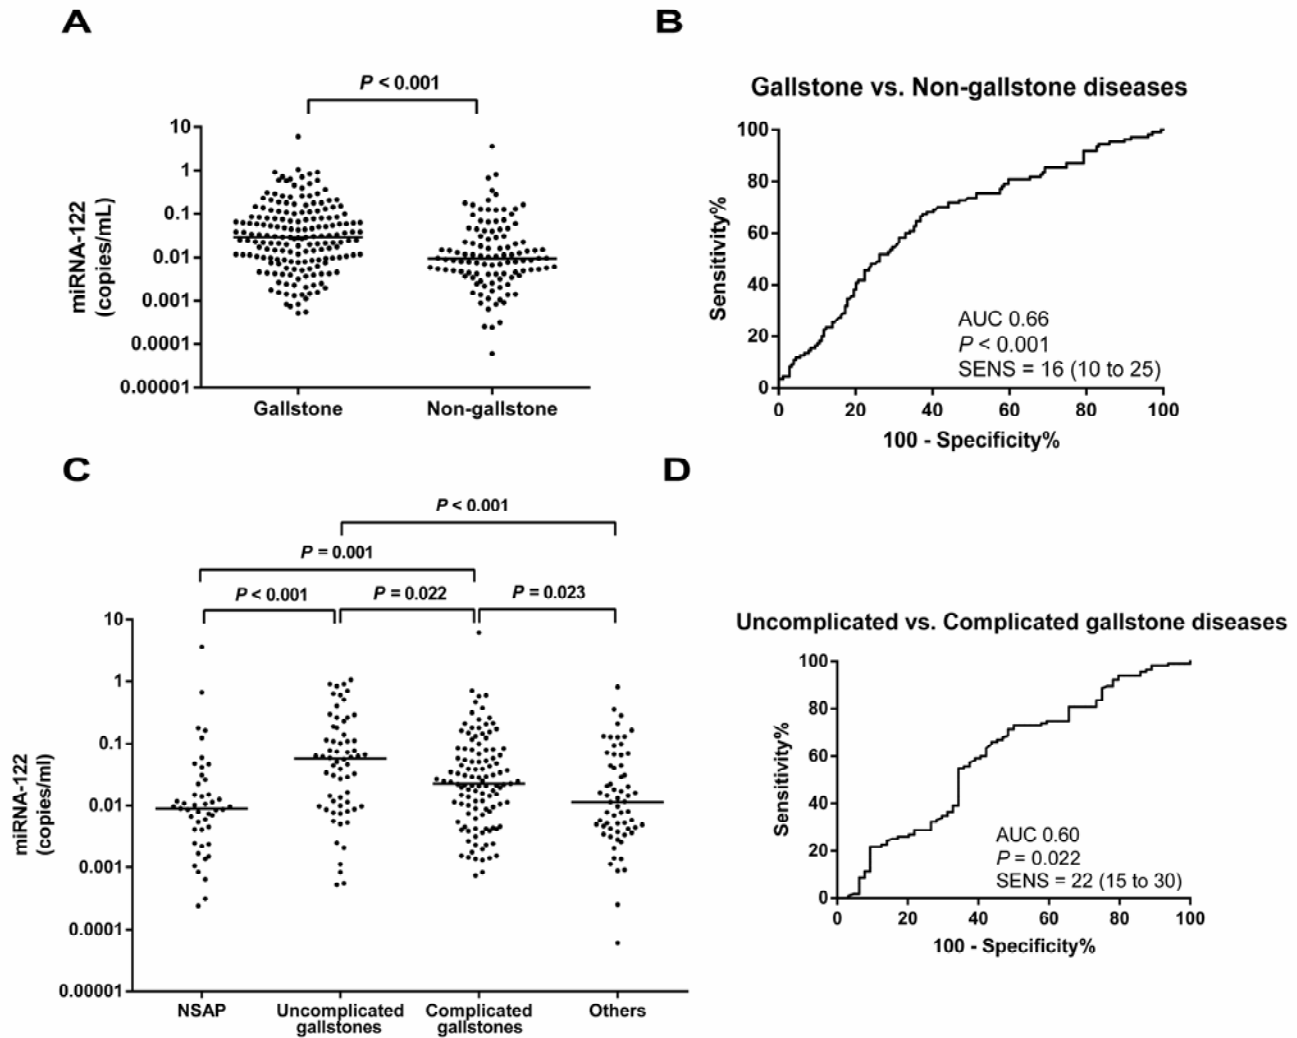 A
P < 0.001
10
1
0.1
0.01
0.001
0.0001
0.00001
miRNA-122
(copies/mL)
Gallstone
Non-gallstone
B
Gallstone vs. Non-gallstone diseases
100
80
60
40
20
0
Sensitivity%
AUC 0.66
P < 0.001
SENS = 16 (10 to 25)
0 20 40 60 80 100
100 - Specificity%
C
P < 0.001
P = 0.001
P < 0.001
P = 0.022
P = 0.023
10
1
0.1
0.01
0.001
0.0001
0.00001
miRNA-122
(copies/ml)
NSAP
Uncomplicated
gallstones
Complicated
gallstones
Others
D
Uncomplicated vs. Complicated gallstone diseases
100
80
60
40
20
0
Sensitivity%
AUC 0.60
P = 0.022
SENS = 22 (15 to 30)
0 20 40 60 80 100
100 - Specificity%